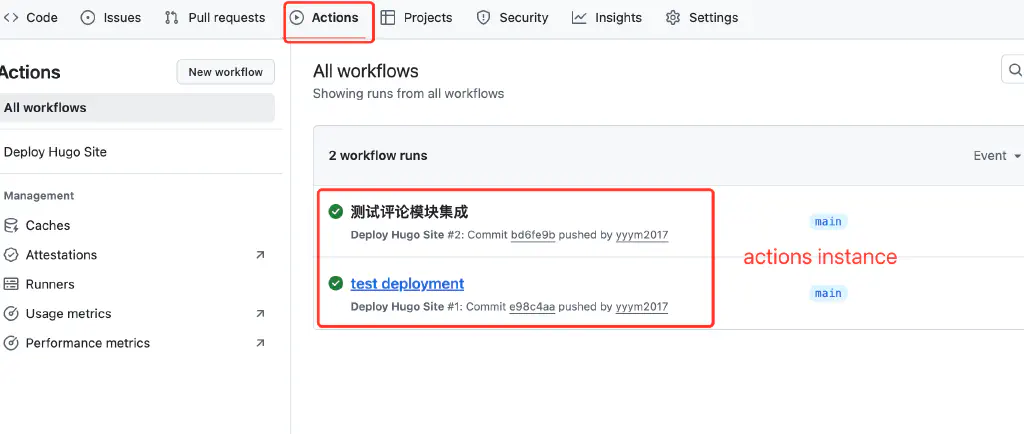 Code Issues Pull requests Actions Projects Security Insights Settings
Actions
New workflow
All workflows
Deploy Hugo Site
Management
Caches
Attestations
Runners
Usage metrics
Performance metrics
All workflows
Showing runs from all workflows
2 workflow runs
Event
测试评论模块集成
Deploy Hugo Site #2: Commit bd6fe9b pushed by yyym2017
main
actions instance
test deployment
Deploy Hugo Site #1: Commit e98c4aa pushed by yyym2017
main